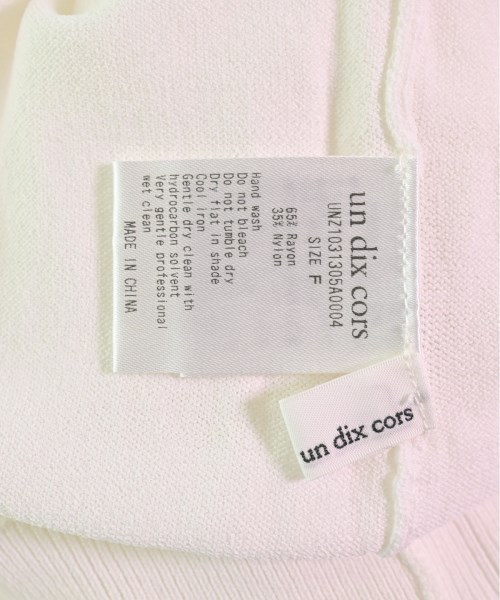 un dix cors
UNZ1031305A0004
SIZE F
65% Rayon
35% Nylon
Hand wash
Do not bleach
Do not tumble dry
Dry flat in shade
Cool iron
Gentle dry clean with
hydrocarbon solvent
Very gentle professional
wet clean
MADE IN CHINA
un dix cors